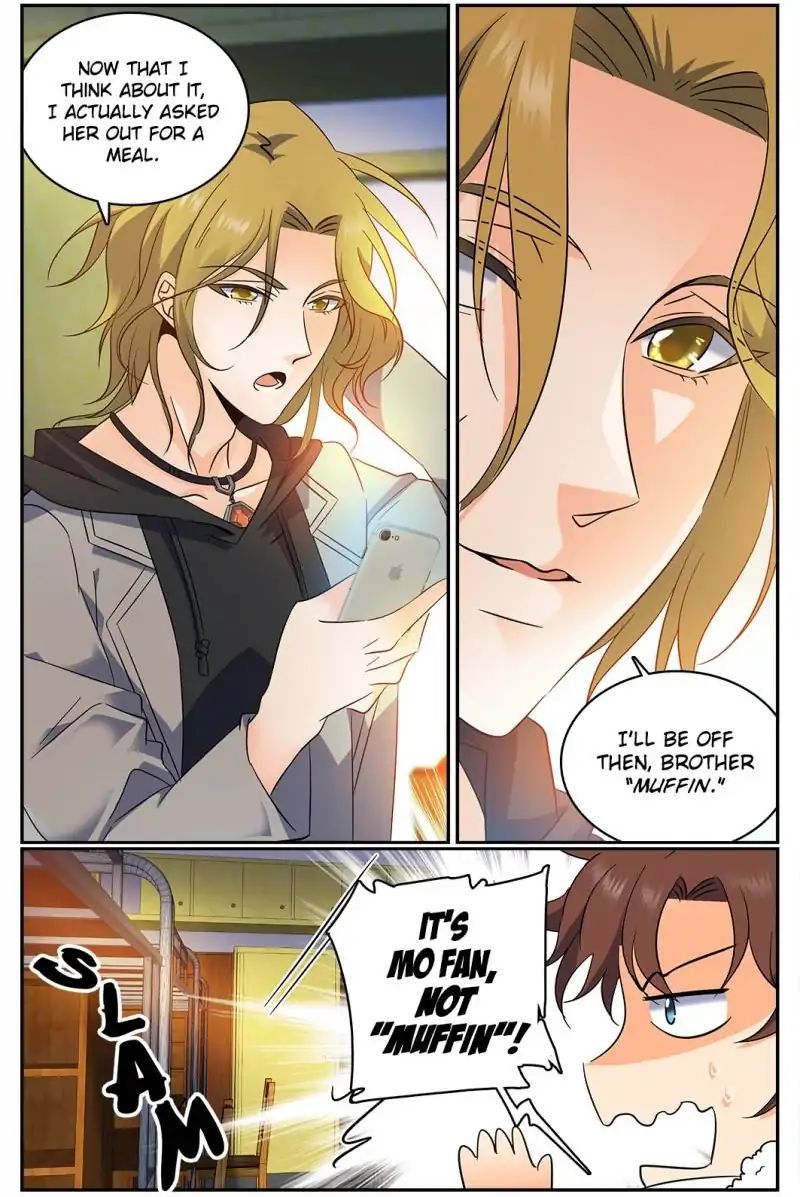 NOW THAT I
THINK ABOUT IT,
I ACTUALLY ASKED
HER OUT FOR A
MEAL.
I'LL BE OFF
THEN, BROTHER
"MUFFIN."
SLAM
IT'S
MO FAN,
NOT
"MUFFIN"!